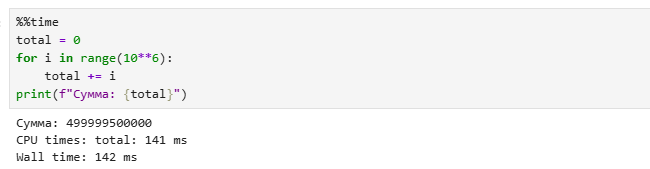 %%time
total = 0
for i in range(10**6):
    total += i
print(f"Сумма: {total}")
Сумма: 499999500000
CPU times: total: 141 ms
Wall time: 142 ms